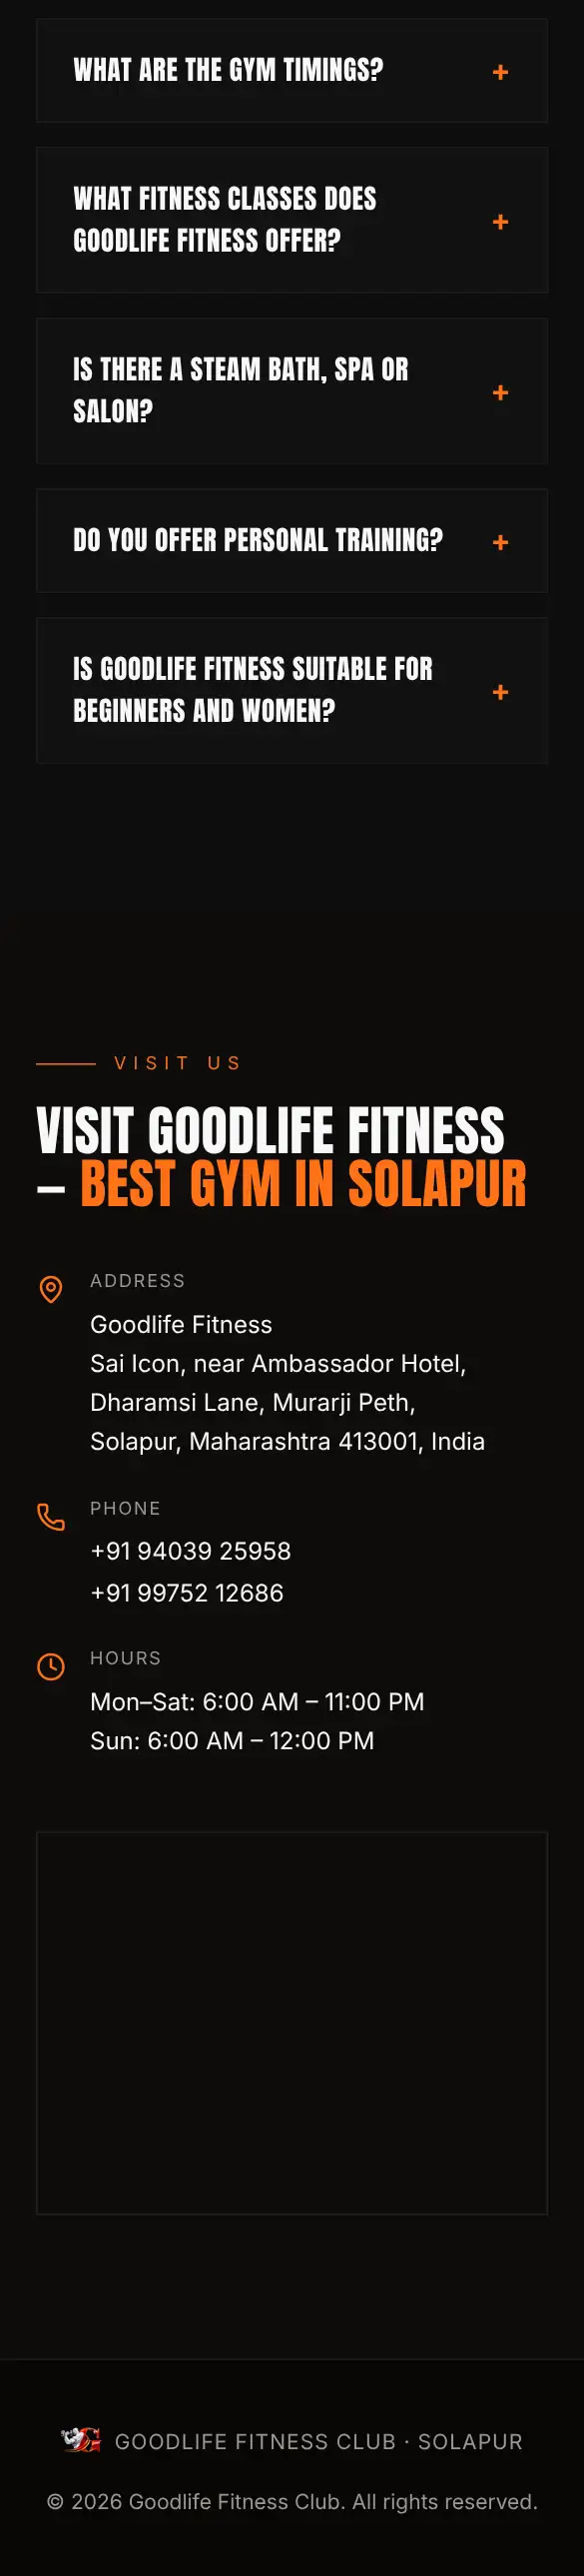 WHAT ARE THE GYM TIMINGS?
+
WHAT FITNESS CLASSES DOES
GOODLIFE FITNESS OFFER?
+
IS THERE A STEAM BATH, SPA OR
SALON?
+
DO YOU OFFER PERSONAL TRAINING?
+
IS GOODLIFE FITNESS SUITABLE FOR
BEGINNERS AND WOMEN?
+
VISIT US
VISIT GOODLIFE FITNESS
– BEST GYM IN SOLAPUR
ADDRESS
Goodlife Fitness
Sai Icon, near Ambassador Hotel,
Dharamsi Lane, Murarji Peth,
Solapur, Maharashtra 413001, India
PHONE
+91 94039 25958
+91 99752 12686
HOURS
Mon–Sat: 6:00 AM – 11:00 PM
Sun: 6:00 AM – 12:00 PM
GOODLIFE FITNESS CLUB · SOLAPUR
© 2026 Goodlife Fitness Club. All rights reserved.